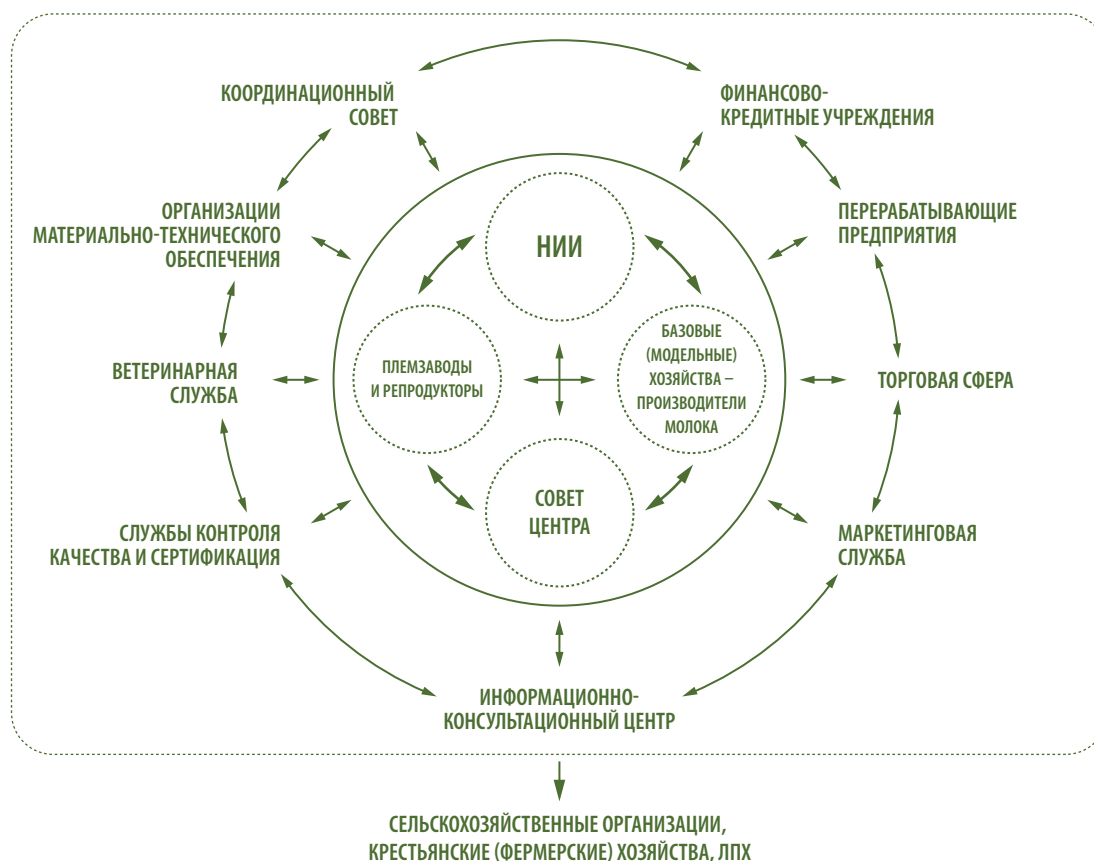 КООРДИНАЦИОННЫЙ
СОВЕТ
ФИНАНСОВО-
КРЕДИТНЫЕ УЧРЕЖДЕНИЯ
ОРГАНИЗАЦИИ
МАТЕРИАЛЬНО-ТЕХНИЧЕСКОГО
ОБЕСПЕЧЕНИЯ
НИИ
ПЕРЕРАБАТЫВАЮЩИЕ
ПРЕДПРИЯТИЯ
ВЕТЕРИНАРНАЯ
СЛУЖБА
ПЛЕМЗАВОДЫ
И РЕПРОДУКТОРЫ
БАЗОВЫЕ
(МОДЕЛЬНЫЕ)
ХОЗЯЙСТВА –
ПРОИЗВОДИТЕЛИ
МОЛОКА
ТОРГОВАЯ СФЕРА
СОВЕТ
ЦЕНТРА
СЛУЖБЫ КОНТРОЛЯ
КАЧЕСТВА И СЕРТИФИКАЦИЯ
МАРКЕТИНГОВАЯ
СЛУЖБА
ИНФОРМАЦИОННО-
КОНСУЛЬТАЦИОННЫЙ ЦЕНТР
СЕЛЬСКОХОЗЯЙСТВЕННЫЕ ОРГАНИЗАЦИИ,
КРЕСТЬЯНСКИЕ (ФЕРМЕРСКИЕ) ХОЗЯЙСТВА, ЛПХ